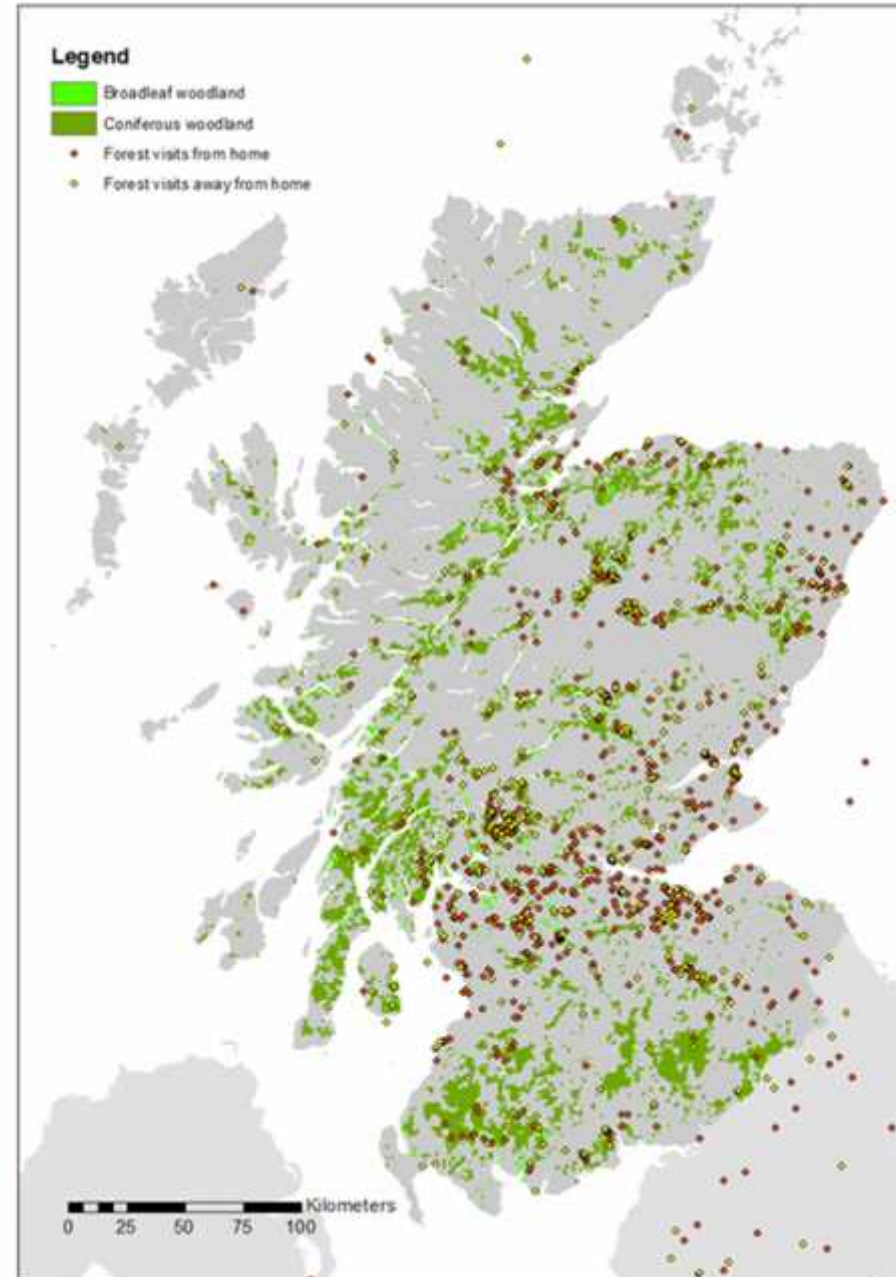 Legend
Broadleaf woodland
Coniferous woodland
Forest visits from home
Forest visits away from home
Kilometers
0 25 50 75 100